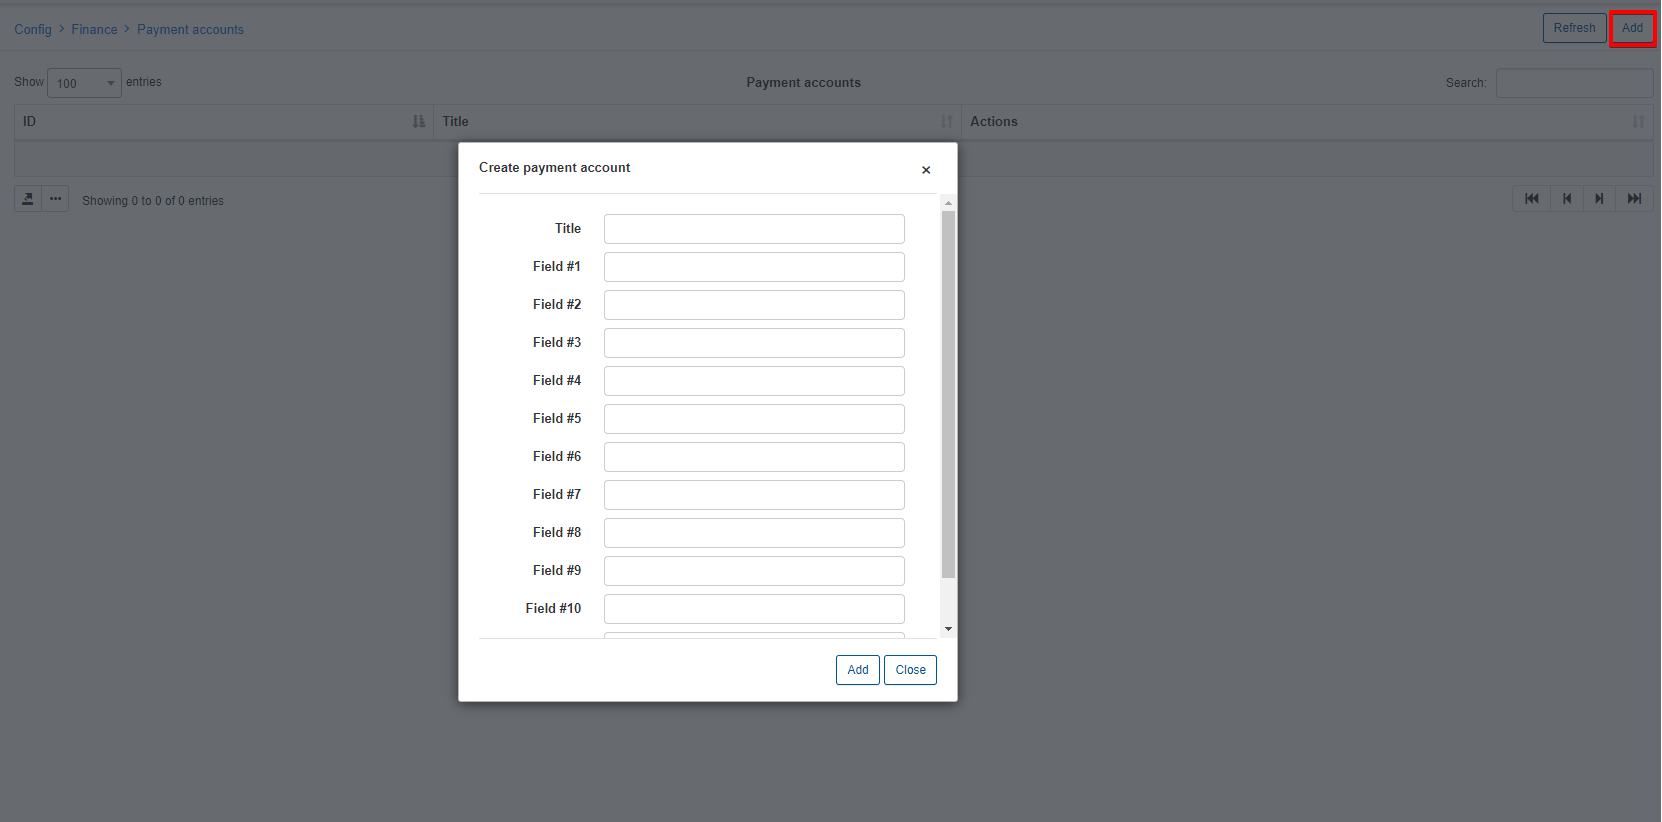 Config > Finance > Payment accounts
Refresh Add
Show 100 entries Payment accounts Search:
ID Title Actions
Showing 0 to 0 of 0 entries
Create payment account ×
Title
Field #1
Field #2
Field #3
Field #4
Field #5
Field #6
Field #7
Field #8
Field #9
Field #10
Add Close